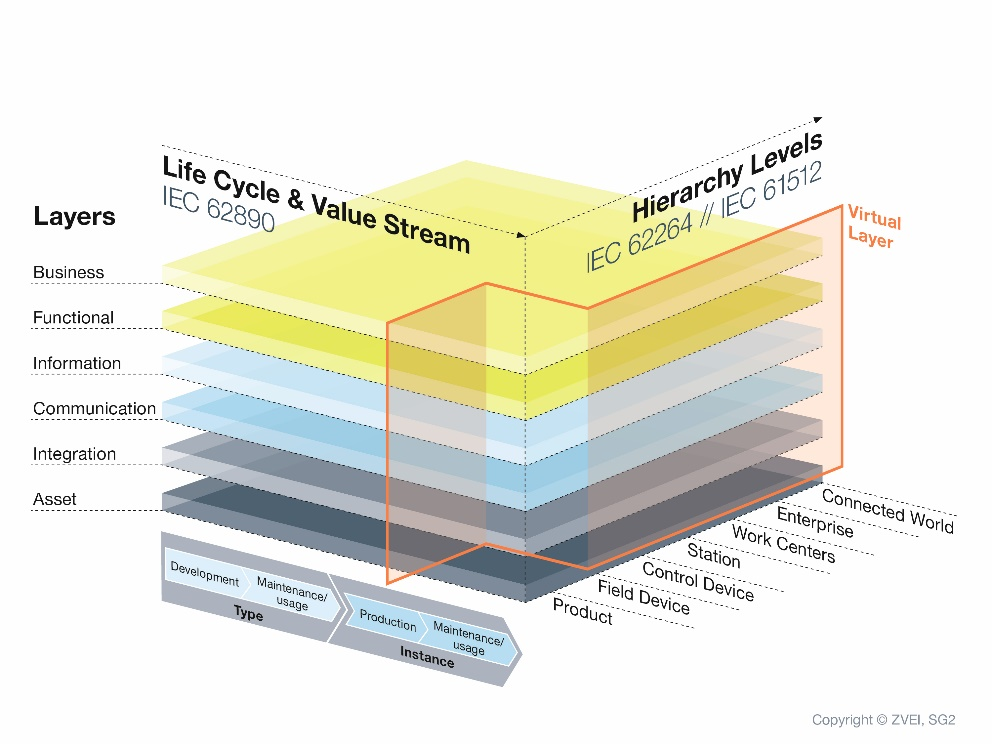 Life Cycle & Value Stream
IEC 62890
Hierarchy Levels
IEC 62264 // IEC 61512
Virtual
Layer
Layers
Business
Functional
Information
Communication
Integration
Asset
Connected World
Enterprise
Work Centers
Station
Control Device
Field Device
Product
Development
Maintenance/
usage
Type
Production
Maintenance/
usage
Instance
Copyright © ZVEI, SG2